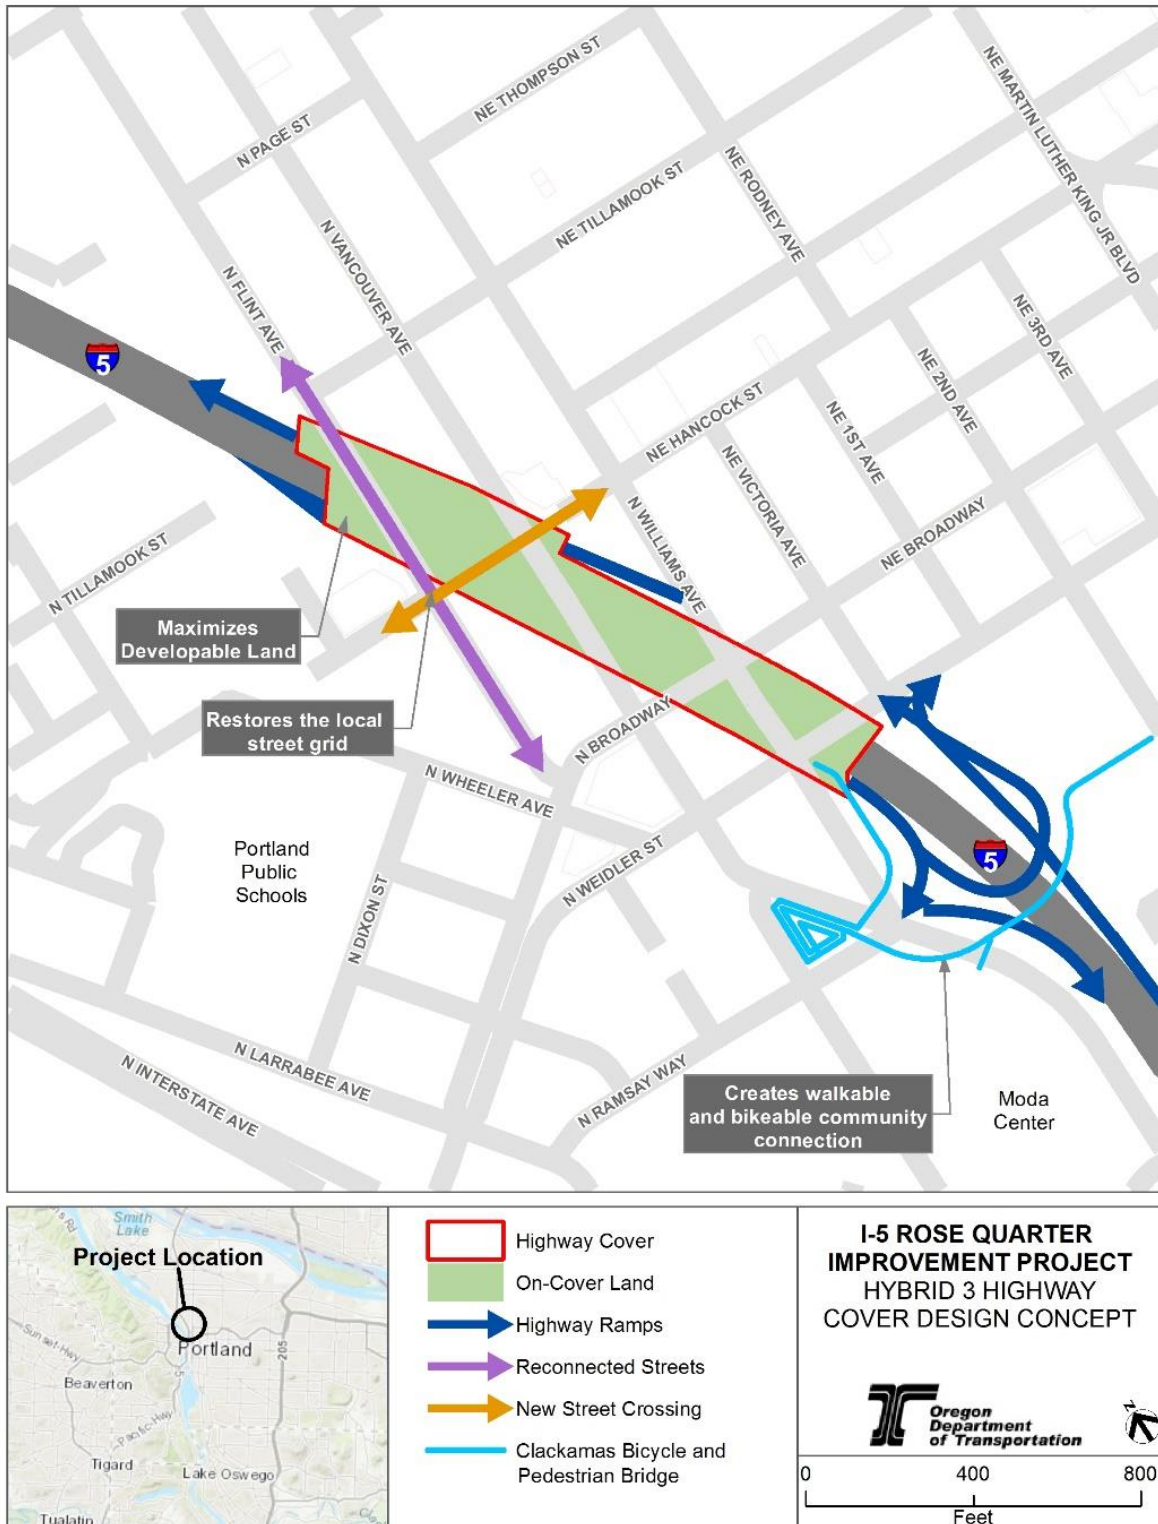 NE THOMPSON ST
N PAGE ST
NE MARTIN LUTHER KING JR BLVD
NE RODNEY AVE
NE TILLAMOOK ST
N VANCOUVER AVE
N FLINT AVE
NE 3RD AVE
NE 2ND AVE
5
NE HANCOCK ST
NE 1ST AVE
NE VICTORIA AVE
NE BROADWAY
N WILLIAMS AVE
N TILLAMOOK ST
Maximizes
Developable Land
Restores the local
street grid
N BROADWAY
N WHEELER AVE
Portland
Public
Schools
N WEIDLER ST
5
N DIXON ST
N LARRABEE AVE
N INTERSTATE AVE
N RAMSAY WAY
Creates walkable
and bikeable community
connection
Moda
Center
Smith
Lake
Project Location
Portland
Sunset-Hwy
205
5
Beaverton
Pacific-Hwy
Tigard
Lake Oswego
Tualatin
Highway Cover
On-Cover Land
Highway Ramps
Reconnected Streets
New Street Crossing
Clackamas Bicycle and
Pedestrian Bridge
I-5 ROSE QUARTER
IMPROVEMENT PROJECT
HYBRID 3 HIGHWAY
COVER DESIGN CONCEPT
Oregon
Department
of Transportation
Z
0 400 800
Feet